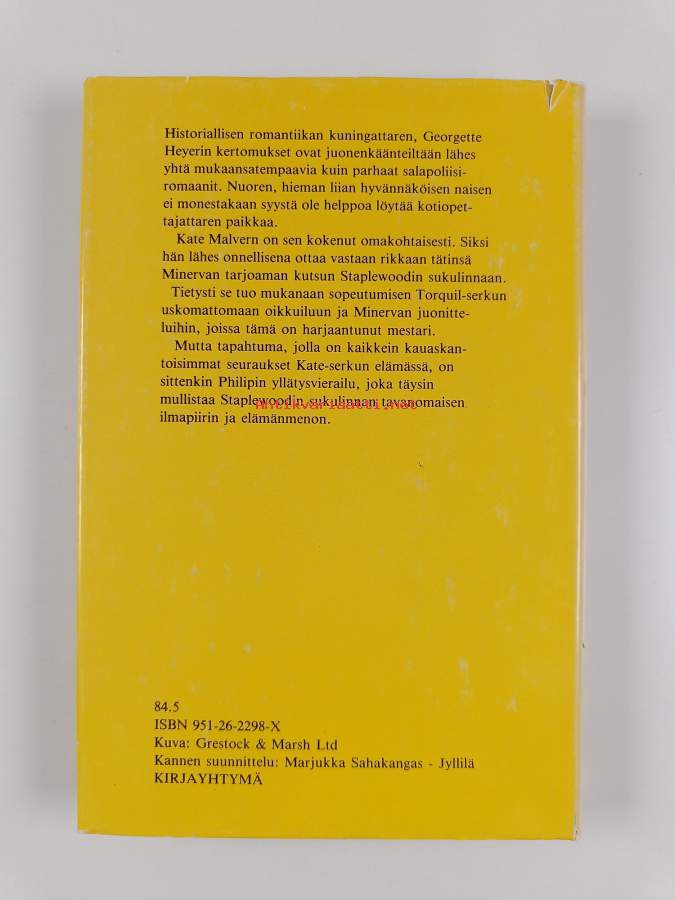 Historiallisen romantiikan kuningattaren, Georgette
Heyerin kertomukset ovat juonenkäänteiltään lähes
yhtä mukaansatempaavia kuin parhaat salapoliisi-
romaanit. Nuoren, hieman liian hyvännäköisen naisen
ei monestakaan syystä ole helppoa löytää kotiopet-
tajattaren paikkaa.
Kate Malvern on sen kokenut omakohtaisesti. Siksi
hän lähes onnellisena ottaa vastaan rikkaan tätinsä
Minervan tarjoaman kutsun Staplewoodin sukulinnaan.
Tietysti se tuo mukanaan sopeutumisen Torquil-serkun
uskomattomaan oikkuiluun ja Minervan juonitte-
luihin, joissa tämä on harjaantunut mestari.
Mutta tapahtuma, jolla on kaikkein kauaskan-
toisimmat seuraukset Kate-serkun elämässä, on
sittenkin Philipin yllätysvierailu, joka täysin
mullistaa Staplewoodin sukulinnan tavanomaisen
Antikvariaatti.net
ilmapiirin ja elämänmenon.
84.5
ISBN 951-26-2298-X
Kuva: Grestock & Marsh Ltd
Kannen suunnittelu: Marjukka Sahakangas - Jyllilä
KIRJAYHTYMÄ